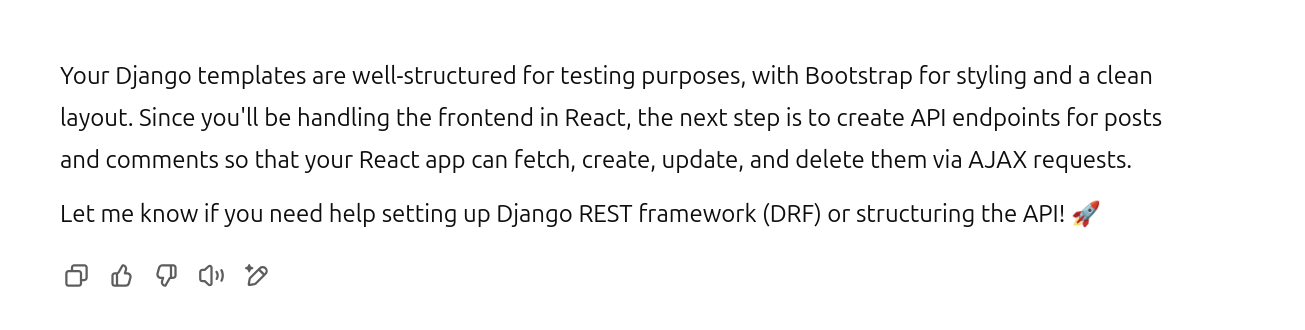 Your Django templates are well-structured for testing purposes, with Bootstrap for styling and a clean
layout. Since you'll be handling the frontend in React, the next step is to create API endpoints for posts
and comments so that your React app can fetch, create, update, and delete them via AJAX requests.
Let me know if you need help setting up Django REST framework (DRF) or structuring the API! 🚀